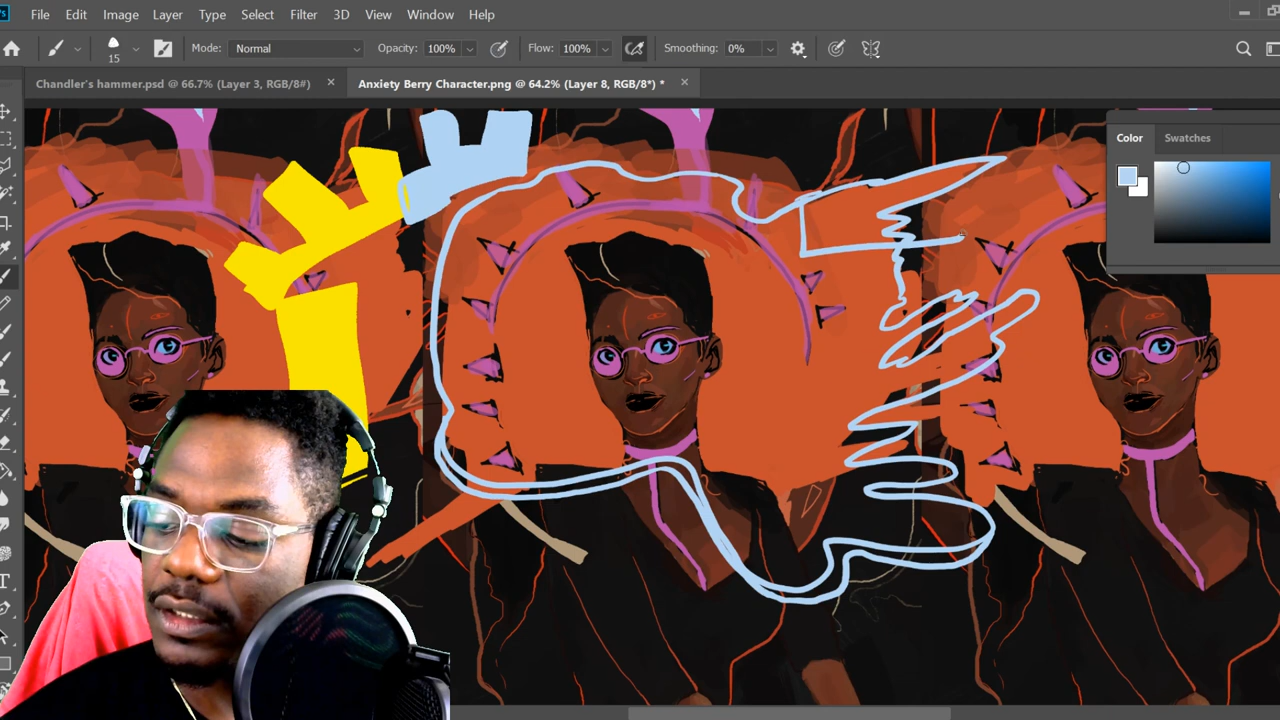 File Edit Image Layer Type Select Filter 3D View Window Help
15 Mode: Normal Opacity: 100% Flow: 100% Smoothing: 0%
Chandler's hammer.psd @ 66.7% (Layer 3, RGB/8#) × Anxiety Berry Character.png @ 64.2% (Layer 8, RGB/8*) * ×
Color Swatches